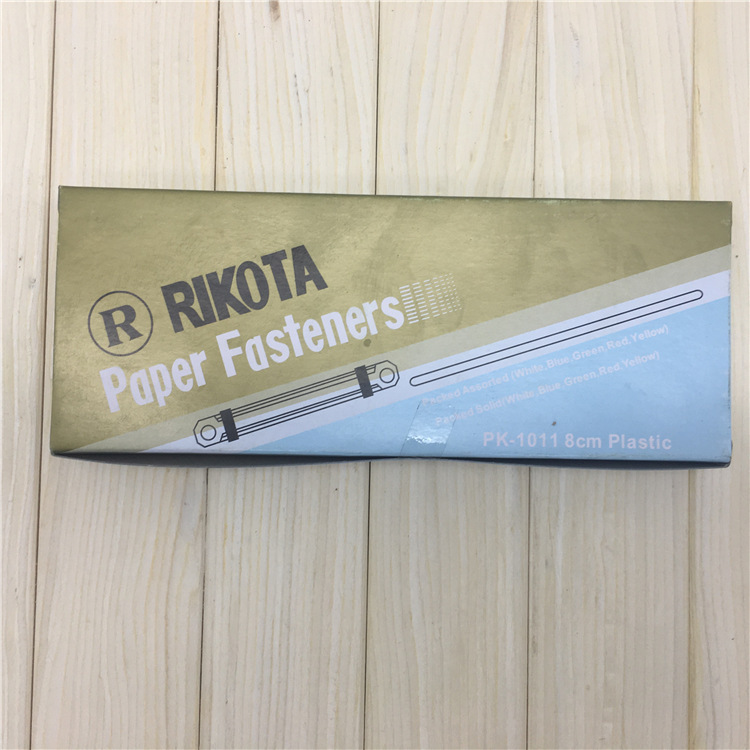 R RIKOTA
Paper Fasteners
Packed Assorted (White,Blue,Green,Red,Yellow)
Packed Solid(White,Blue,Green,Red,Yellow)
PK-1011 8cm Plastic